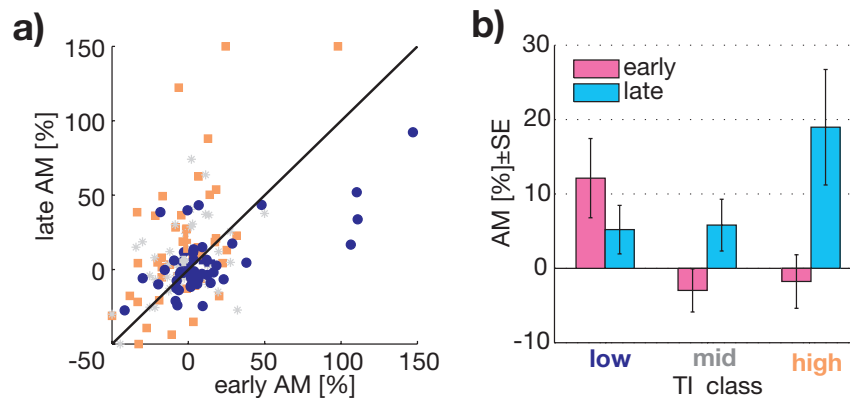 a)
150
100
50
0
-50
0
50
100
150
late AM [%]
early AM [%]
b)
30
20
10
0
-10
AM [%]±SE
early
late
low
mid
high
TI class